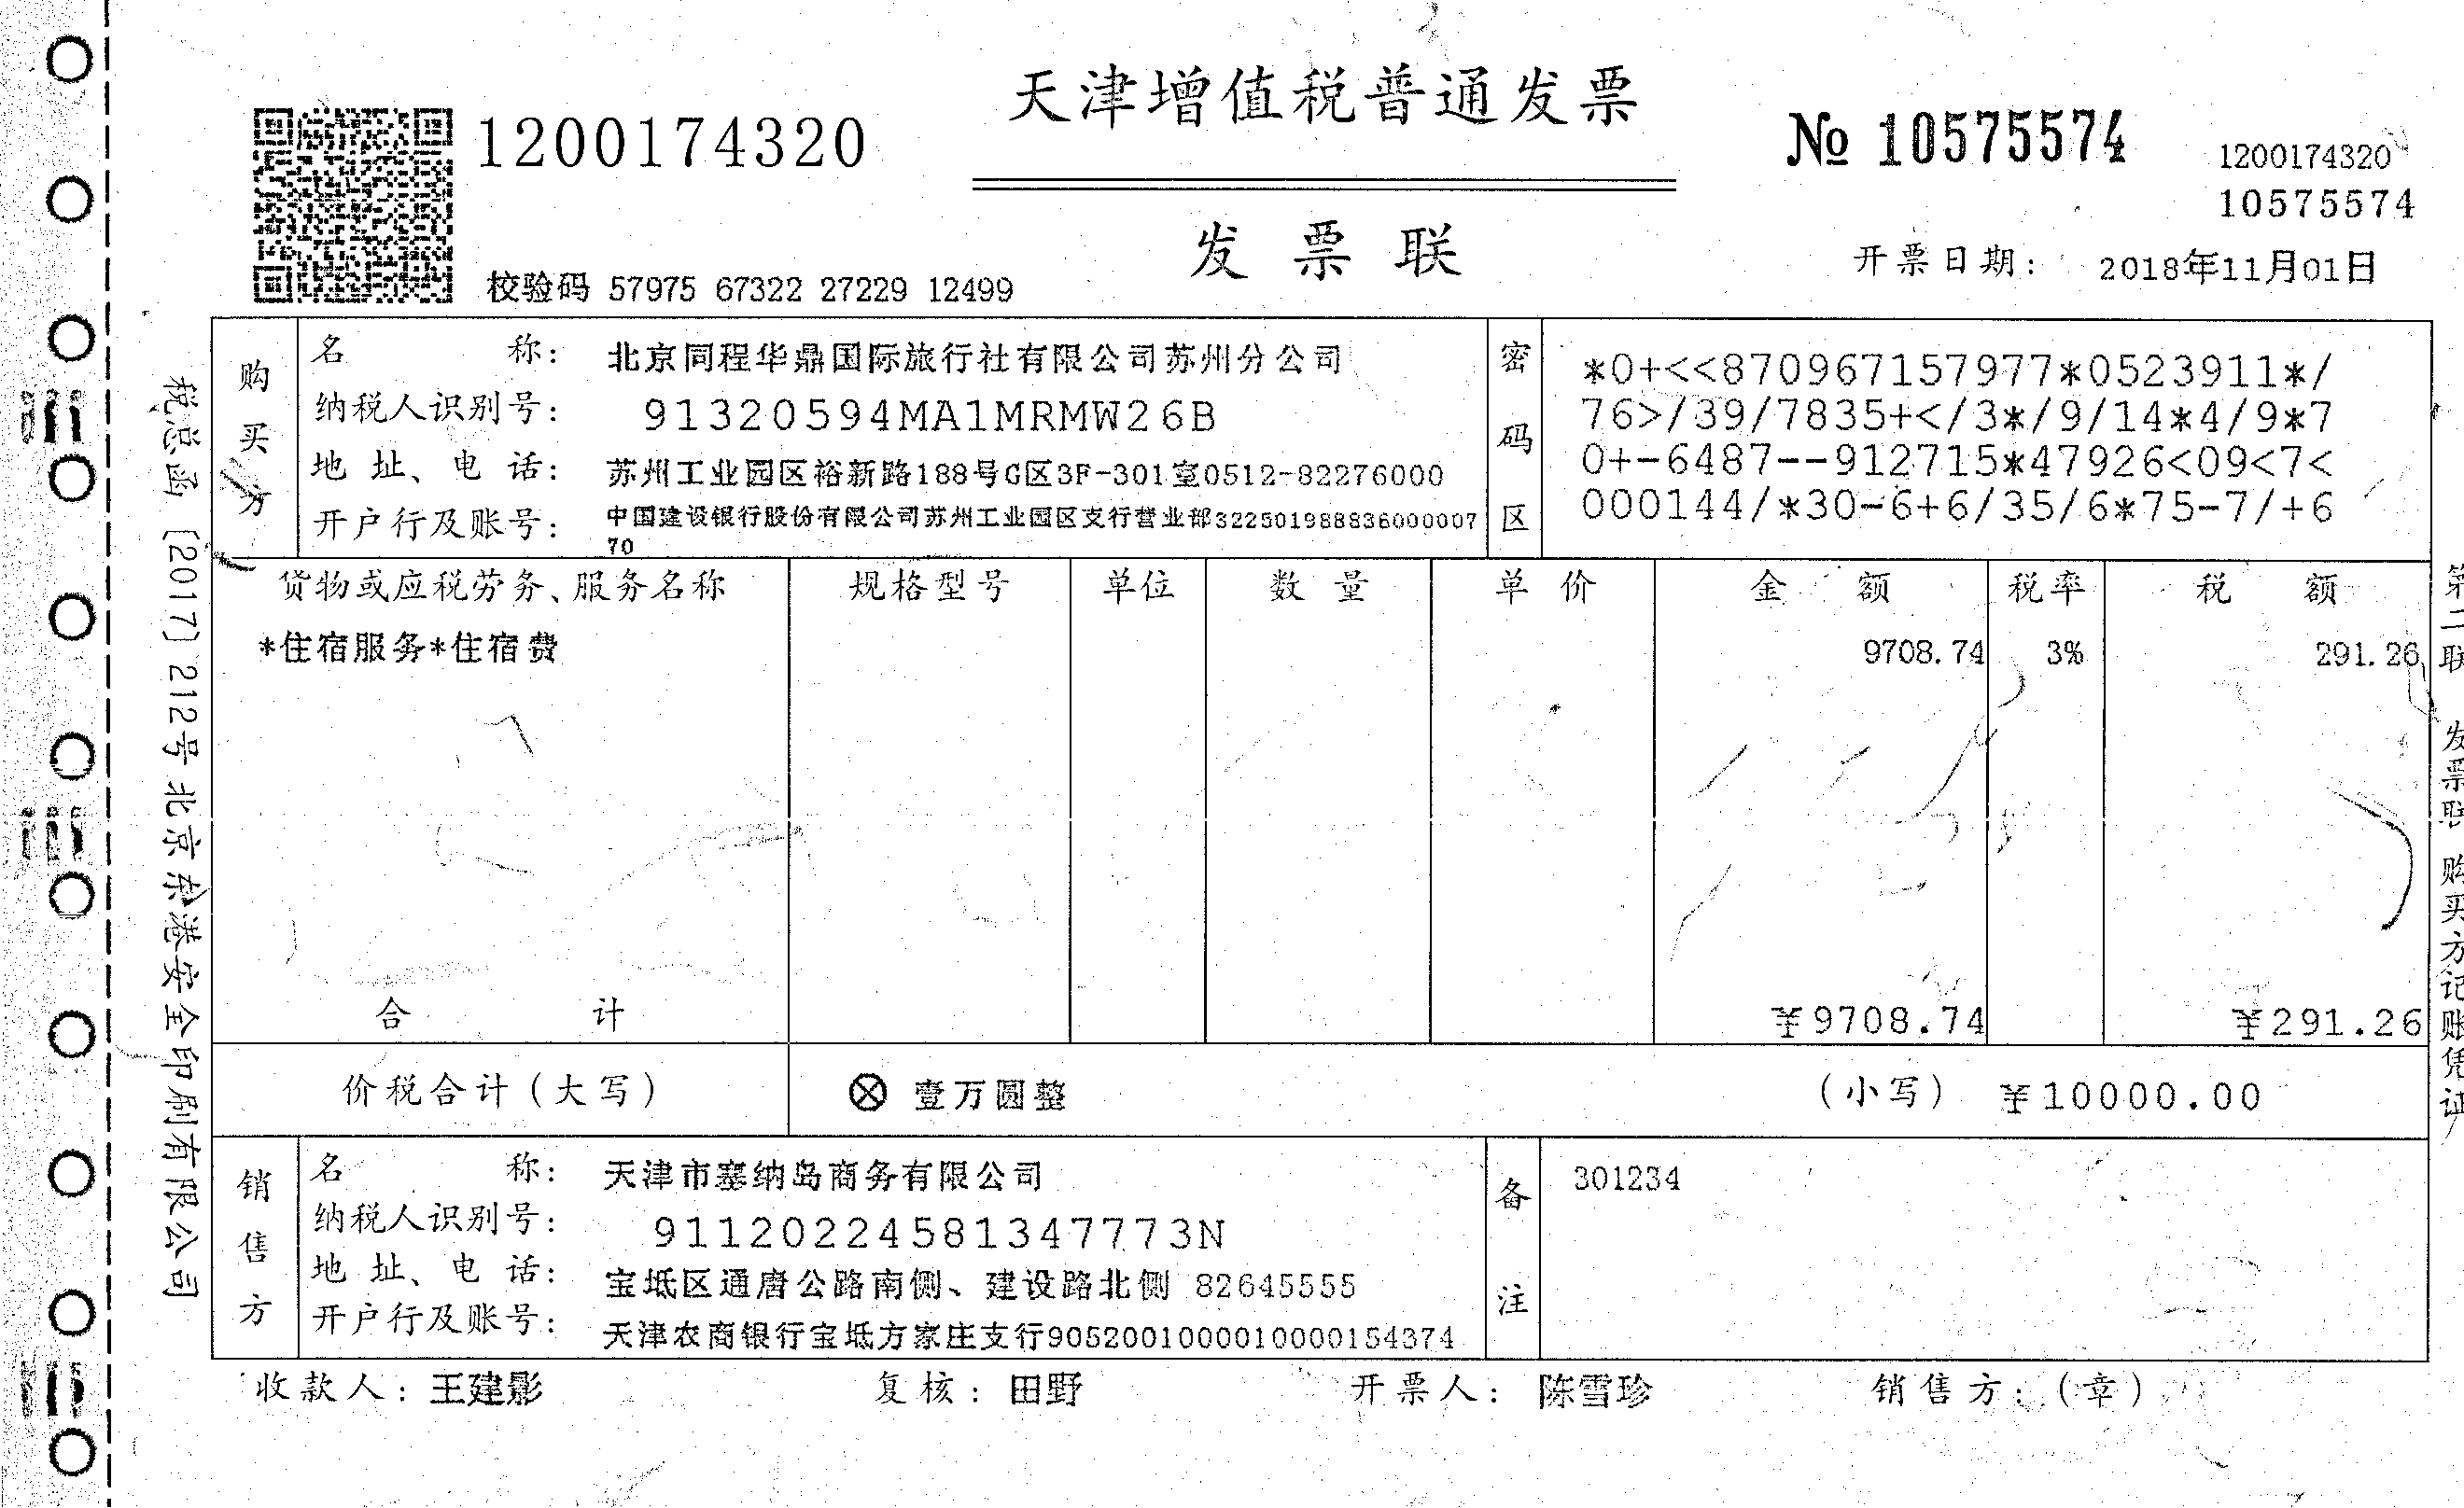 天津增值税普通发票
1200174320
№ 10575574
1200174320
10575574
发票联
开票日期： 2018年11月01日
校验码 57975 67322 27229 12499
购买方
名称： 北京同程华鼎国际旅行社有限公司苏州分公司
纳税人识别号： 91320594MA1MRMW26B
地址、电话： 苏州工业园区裕新路188号G区3F-301室0512-82276000
开户行及账号： 中国建设银行股份有限公司苏州工业园区支行营业部322501988836000007
70
密码区
*0+<<870967157977*0523911*/
76>/39/7835+</3*/9/14*4/9*7
0+-6487--912715*47926<09<7<
000144/*30-6+6/35/6*75-7/+6
货物或应税劳务、服务名称 规格型号 单位 数量 单价 金额 税率 税额
*住宿服务*住宿费 9708.74 3% 291.26
合计 ¥9708.74 ¥291.26
价税合计（大写） ⊗ 壹万圆整 （小写） ¥10000.00
销售方
名称： 天津市塞纳岛商务有限公司
纳税人识别号： 91120224581347773N
地址、电话： 宝坻区通唐公路南侧、建设路北侧 82645555
开户行及账号： 天津农商银行宝坻方家庄支行9052001000010000154374
备注
301234
收款人：王建影 复核：田野 开票人：陈雪珍 销售方：（章）
税总函〔2017〕212号北京东港安全印刷有限公司
第二联 发票联 购买方记账凭证